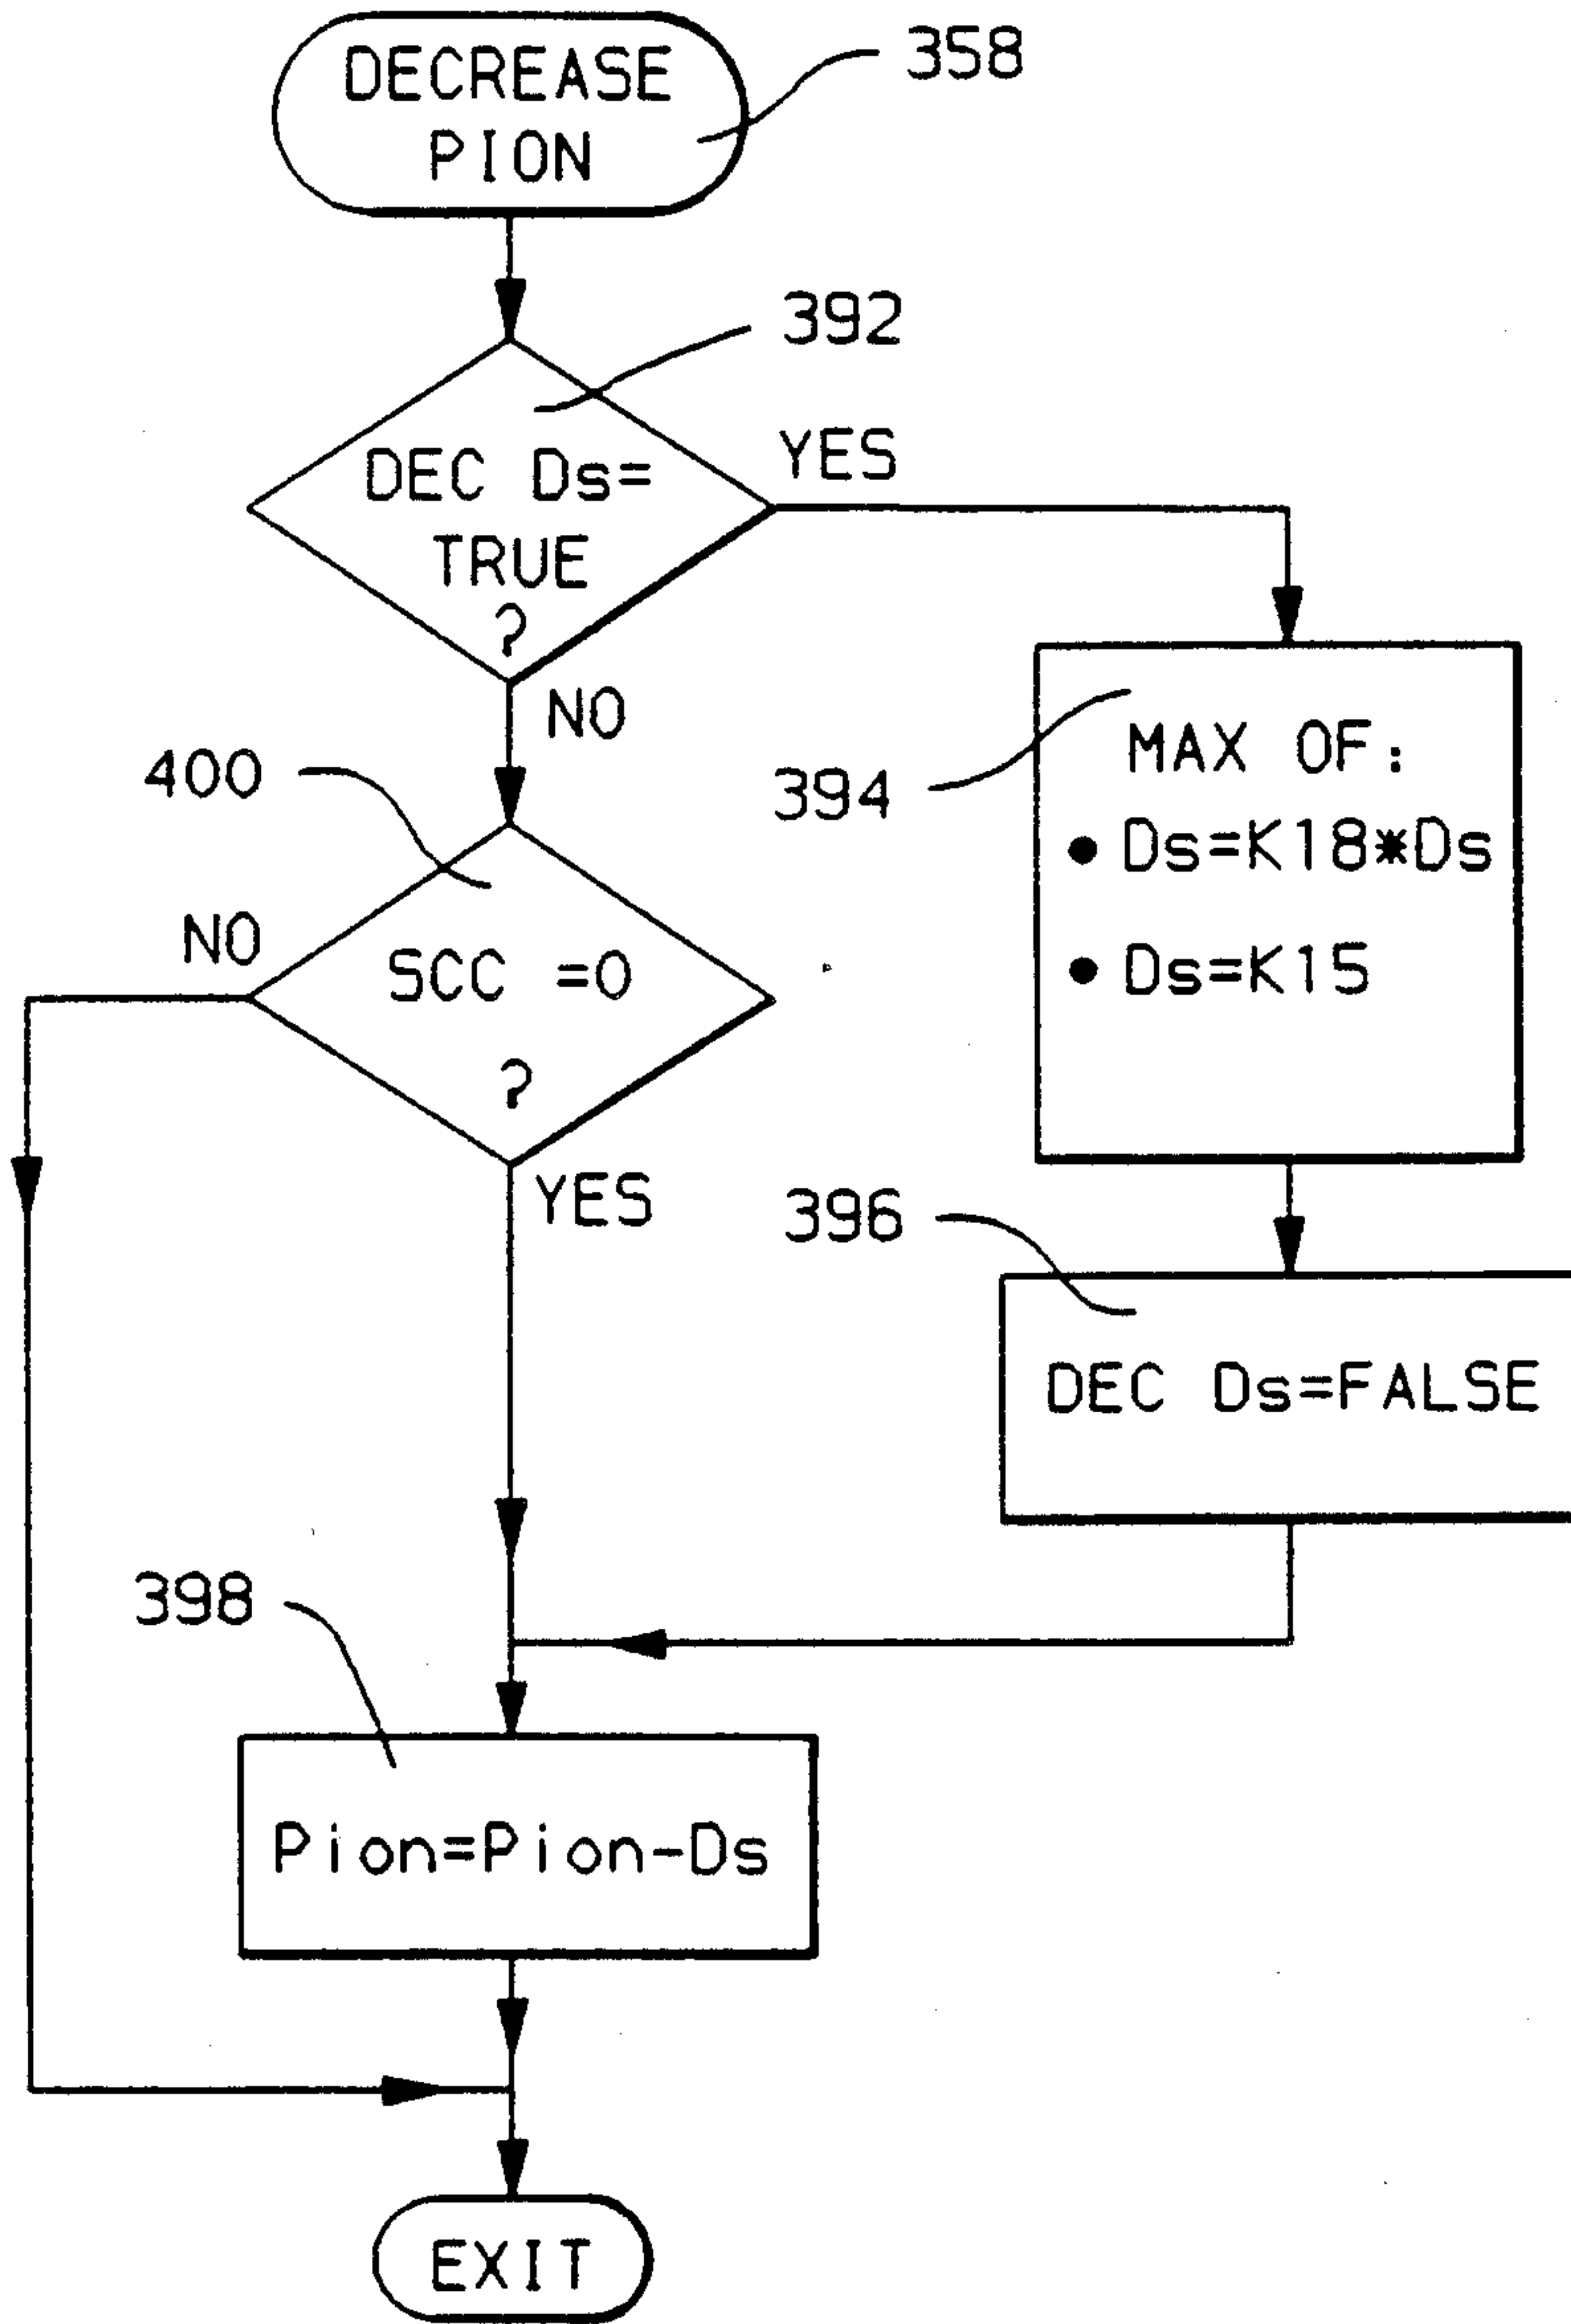 DECREASE
PION
358
392
DEC Ds=
TRUE
?
YES
NO
394
MAX OF:
• Ds=K18*Ds
• Ds=K15
400
NO
SCC =0
?
YES
396
DEC Ds=FALSE
398
Pion=Pion-Ds
EXIT